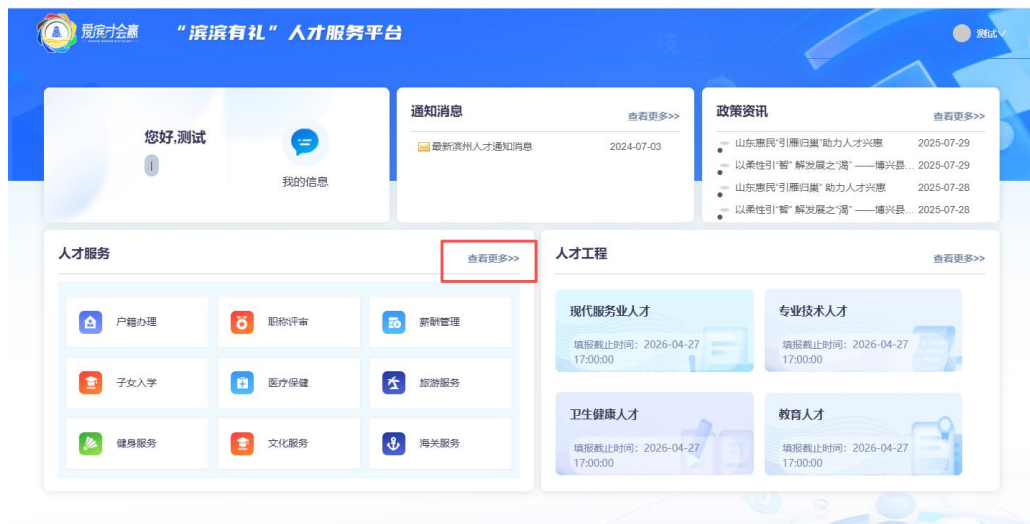 爱滨才会赢
“滨滨有礼”人才服务平台
测试
您好,测试
我的信息
通知消息
查看更多>>
最新滨州人才通知消息 2024-07-03
政策资讯
查看更多>>
山东惠民“引雁归巢”助力人才兴惠 2025-07-29
以柔性引“智” 解发展之“渴” ——博兴县... 2025-07-29
山东惠民“引雁归巢” 助力人才兴惠 2025-07-28
以柔性引“智” 解发展之“渴” ——博兴县... 2025-07-28
人才服务
查看更多>>
户籍办理
职称评审
薪酬管理
子女入学
医疗保健
旅游服务
健身服务
文化服务
海关服务
人才工程
查看更多>>
现代服务业人才
填报截止时间：2026-04-27
17:00:00
专业技术人才
填报截止时间：2026-04-27
17:00:00
卫生健康人才
填报截止时间：2026-04-27
17:00:00
教育人才
填报截止时间：2026-04-27
17:00:00